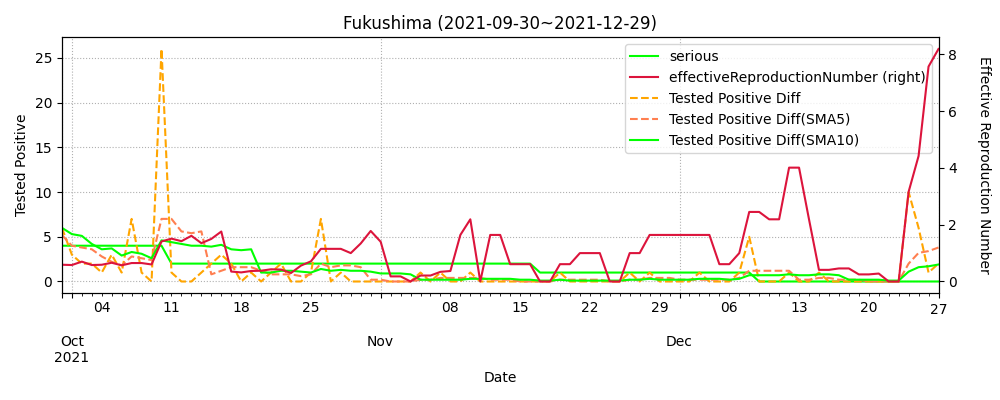 Fukushima (2021-09-30~2021-12-29)
Tested Positive
25
20
15
10
5
0
8
6
4
2
0
Effective Reproduction Number
serious
effectiveReproductionNumber (right)
Tested Positive Diff
Tested Positive Diff(SMA5)
Tested Positive Diff(SMA10)
04 11 18 25 08 15 22 29 06 13 20 27
Oct Nov Dec
2021
Date